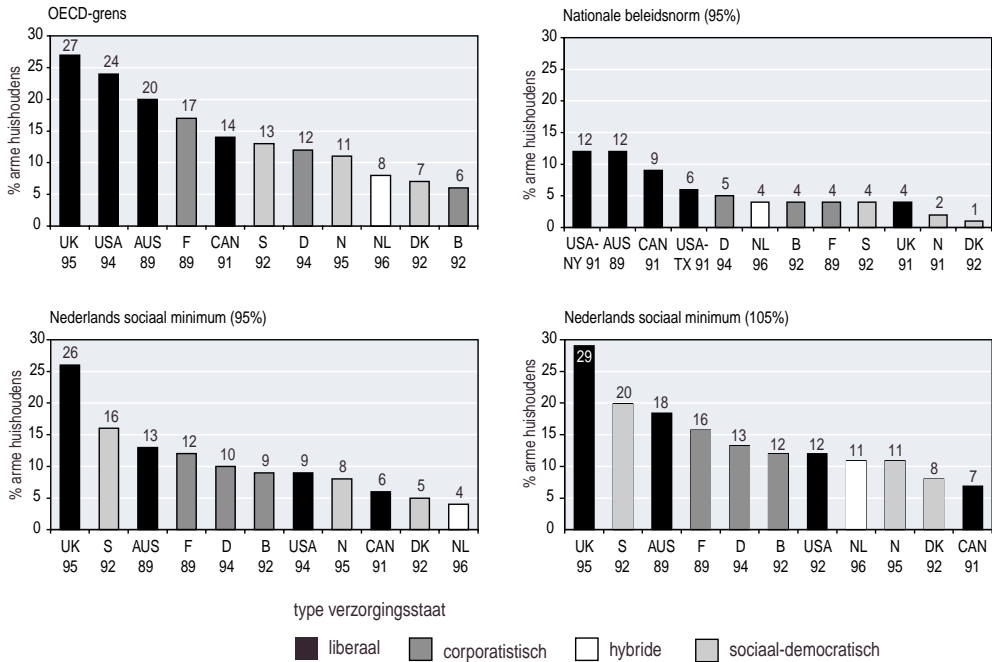 OECD-grens
% arme huishoudens
30
25
20
15
10
5
0
27 24 20 17 14 13 12 11 8 7 6
UK USA AUS F CAN S D N NL DK B
95 94 89 89 91 92 94 95 96 92 92
Nationale beleidsnorm (95%)
% arme huishoudens
30
25
20
15
10
5
0
12 12 9 6 5 4 4 4 4 4 2 1
USA- AUS CAN USA- D NL B F S UK N DK
NY 91 89 91 TX 91 94 96 92 89 92 91 91 92
Nederlands sociaal minimum (95%)
% arme huishoudens
30
25
20
15
10
5
0
26 16 13 12 10 9 9 8 6 5 4
UK S AUS F D B USA N CAN DK NL
95 92 89 89 94 92 94 95 91 92 96
Nederlands sociaal minimum (105%)
% arme huishoudens
30
25
20
15
10
5
0
29 20 18 16 13 12 12 11 11 8 7
UK S AUS F D B USA NL N DK CAN
95 92 89 89 94 92 92 96 95 92 91
type verzorgingsstaat
liberaal corporatistisch hybride sociaal-democratisch